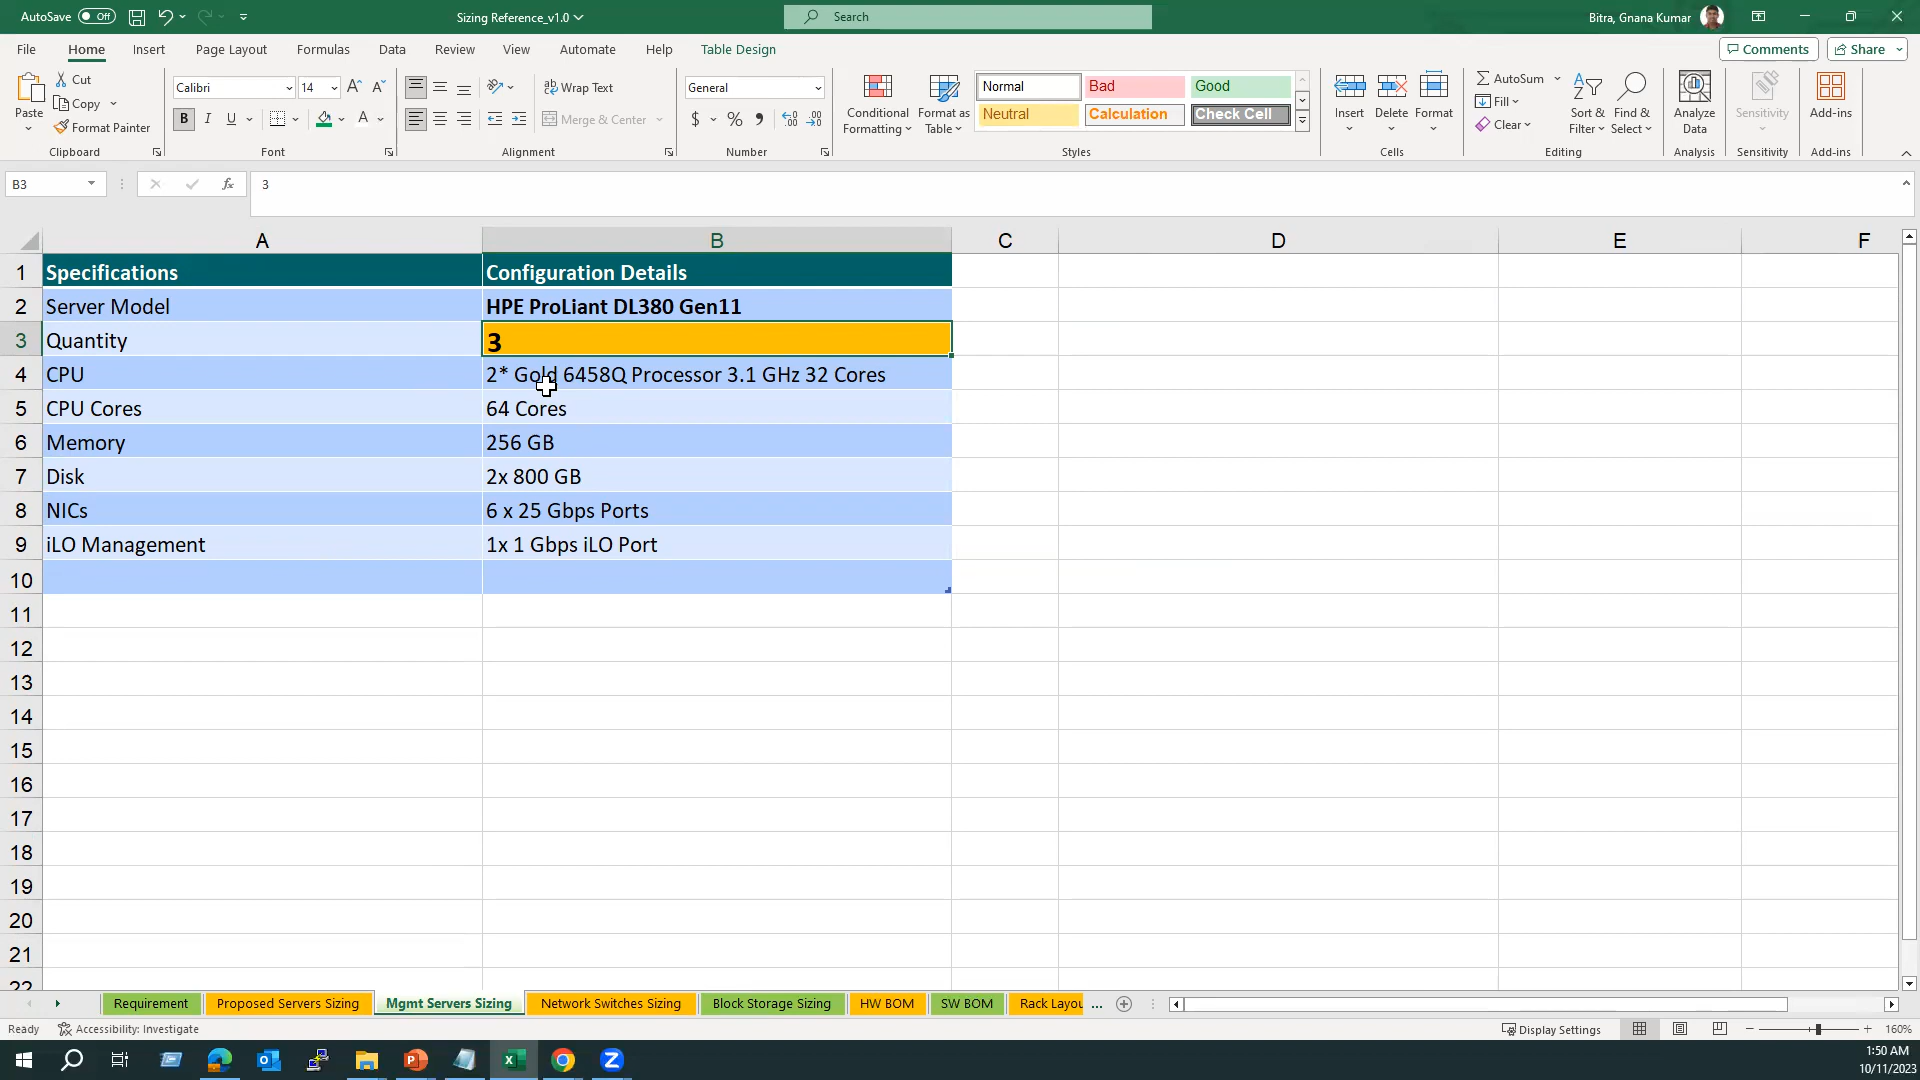 AutoSave Off Sizing Reference_v1.0 Search Bitra, Gnana Kumar
File Home Insert Page Layout Formulas Data Review View Automate Help Table Design Comments Share
Paste Cut Copy Format Painter
Clipboard
Calibri 14 A A
B I U A
Font
ab Wrap Text
Merge & Center
Alignment
General
$ % 9
Number
Conditional Formatting Format as Table
Normal Bad Good
Neutral Calculation Check Cell
Styles
Insert Delete Format
Cells
AutoSum
Fill
Clear
Sort & Filter Find & Select
Editing
Analyze Data
Analysis
Sensitivity
Sensitivity
Add-ins
Add-ins
B3 fx 3
A B C D E F
1 Specifications Configuration Details
2 Server Model HPE ProLiant DL380 Gen11
3 Quantity 3
4 CPU 2* Gold 6458Q Processor 3.1 GHz 32 Cores
5 CPU Cores 64 Cores
6 Memory 256 GB
7 Disk 2x 800 GB
8 NICs 6 x 25 Gbps Ports
9 iLO Management 1x 1 Gbps iLO Port
10
11
12
13
14
15
16
17
18
19
20
21
22
Requirement Proposed Servers Sizing Mgmt Servers Sizing Network Switches Sizing Block Storage Sizing HW BOM SW BOM Rack Layou ...
Ready Accessibility: Investigate Display Settings 160%
1:50 AM
10/11/2023